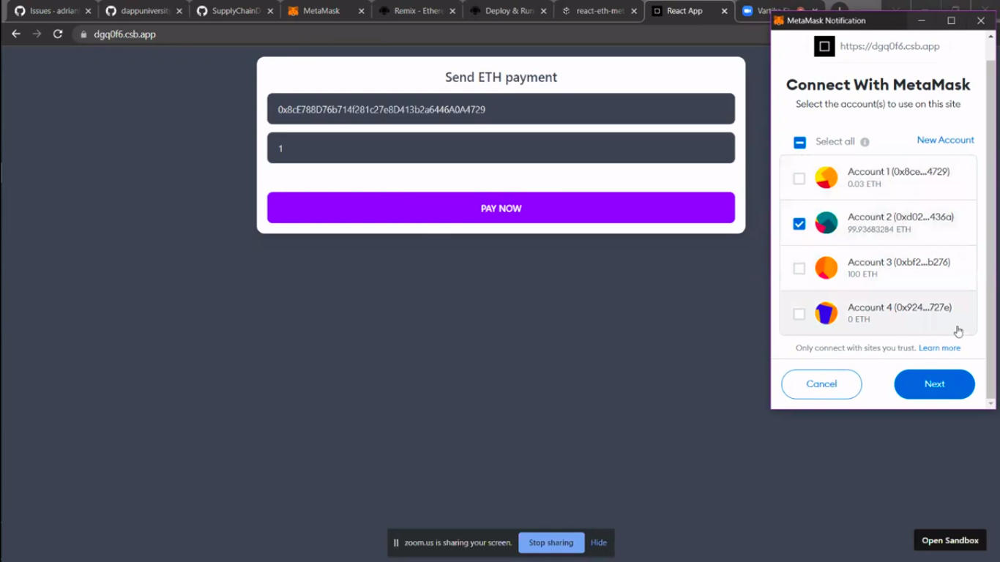 Issues - adrian
dappuniversity
SupplyChainD
MetaMask
Remix - Ethere
Deploy & Run
react-eth-met
React App
dgq0f6.csb.app
Send ETH payment
0x8cE788D76b714f281c27e8D413b2a6446A0A4729
1
PAY NOW
MetaMask Notification
https://dgq0f6.csb.app
Connect With MetaMask
Select the account(s) to use on this site
Select all
New Account
Account 1 (0x8ce...4729)
0.03 ETH
Account 2 (0xd02...436a)
99.93683284 ETH
Account 3 (0xbf2...b276)
100 ETH
Account 4 (0x924...727e)
0 ETH
Only connect with sites you trust. Learn more
Cancel
Next
zoom.us is sharing your screen.
Stop sharing
Hide
Open Sandbox